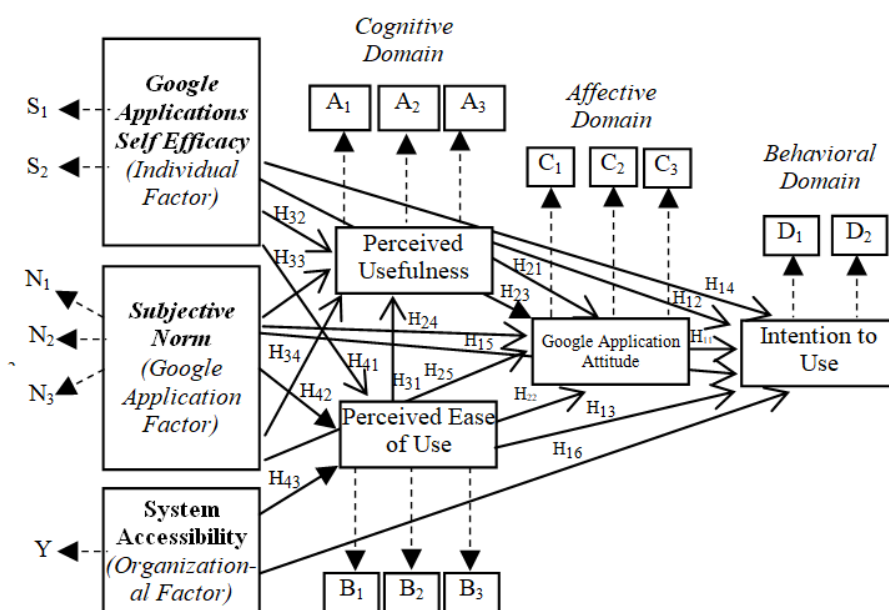 Cognitive
Domain
Google
Applications
Self Efficacy
(Individual
Factor)
S1
S2
A1
A2
A3
Affective
Domain
C1
C2
C3
Behavioral
Domain
D1
D2
H32
H33
Perceived
Usefulness
H21
H23
H14
H12
N1
N2
N3
Subjective
Norm
(Google
Application
Factor)
H24
H15
H34
H41
H31
H25
H42
Google Application
Attitude
H11
Intention to
Use
H22
H13
Perceived Ease
of Use
H16
H43
System
Accessibility
(Organization-
al Factor)
Y
B1
B2
B3